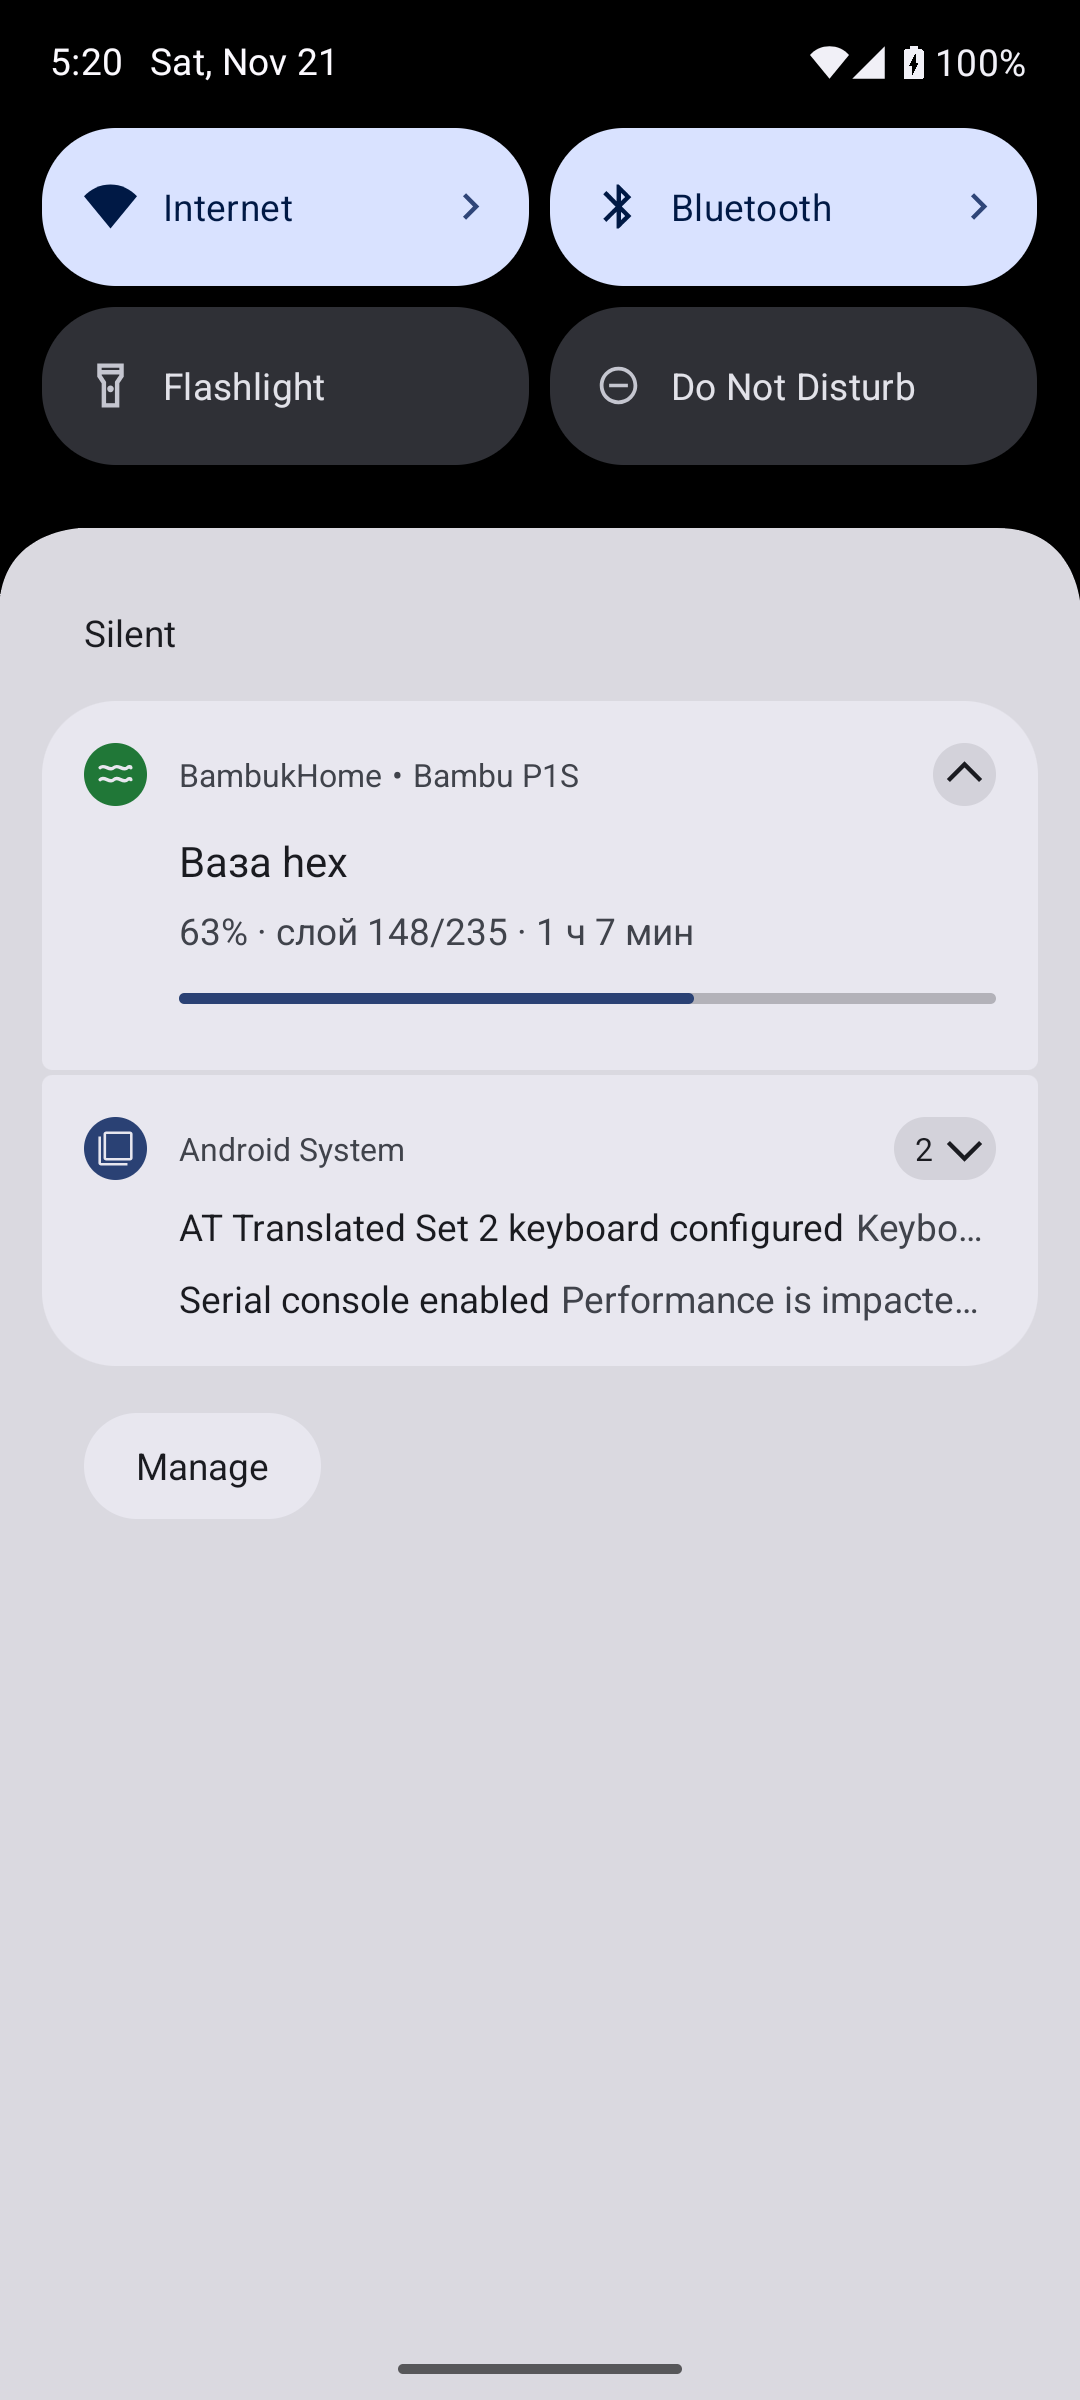 5:20 Sat, Nov 21 100%
Internet
Bluetooth
Flashlight
Do Not Disturb
Silent
BambukHome • Bambu P1S
Ваза hex
63% · слой 148/235 · 1 ч 7 мин
Android System
2
AT Translated Set 2 keyboard configured Keybo…
Serial console enabled Performance is impacte…
Manage